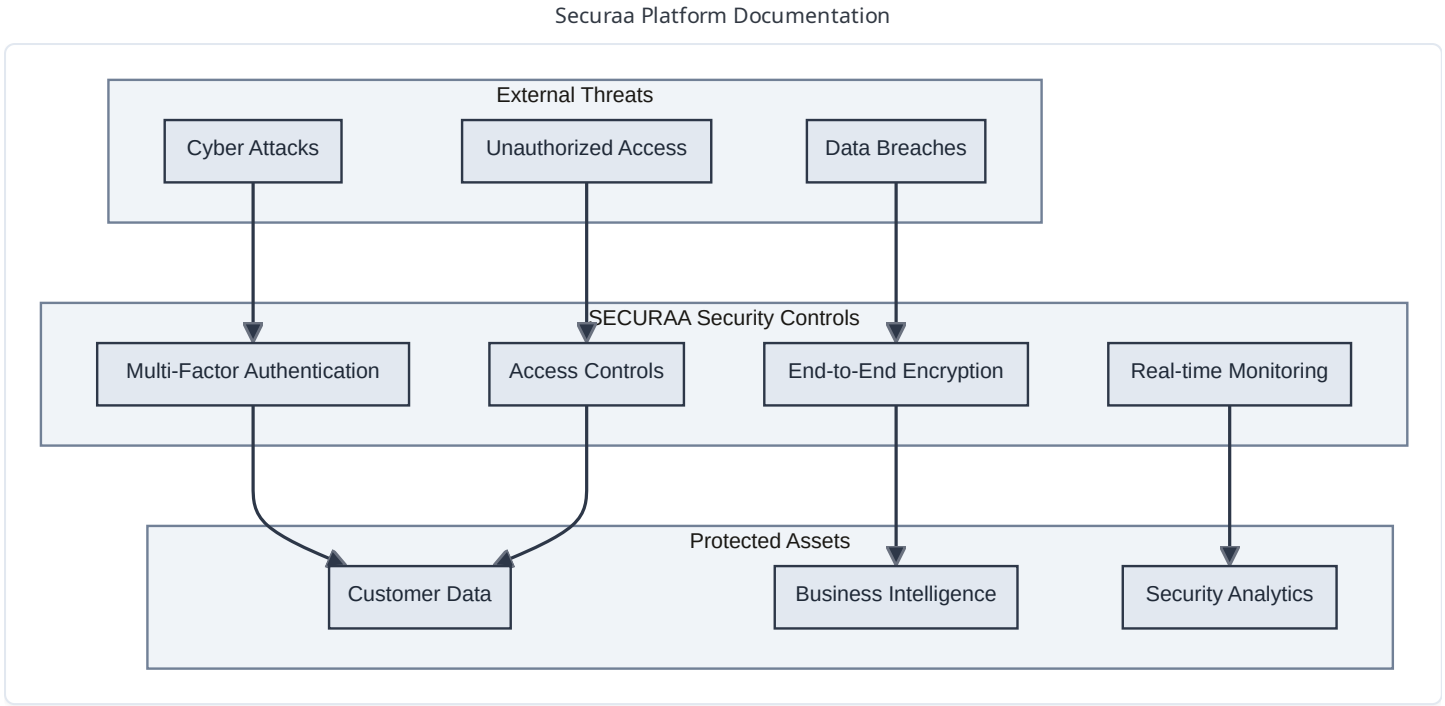 Securaa Platform Documentation
External Threats
Cyber Attacks
Unauthorized Access
Data Breaches
SECURAA Security Controls
Multi-Factor Authentication
Access Controls
End-to-End Encryption
Real-time Monitoring
Protected Assets
Customer Data
Business Intelligence
Security Analytics